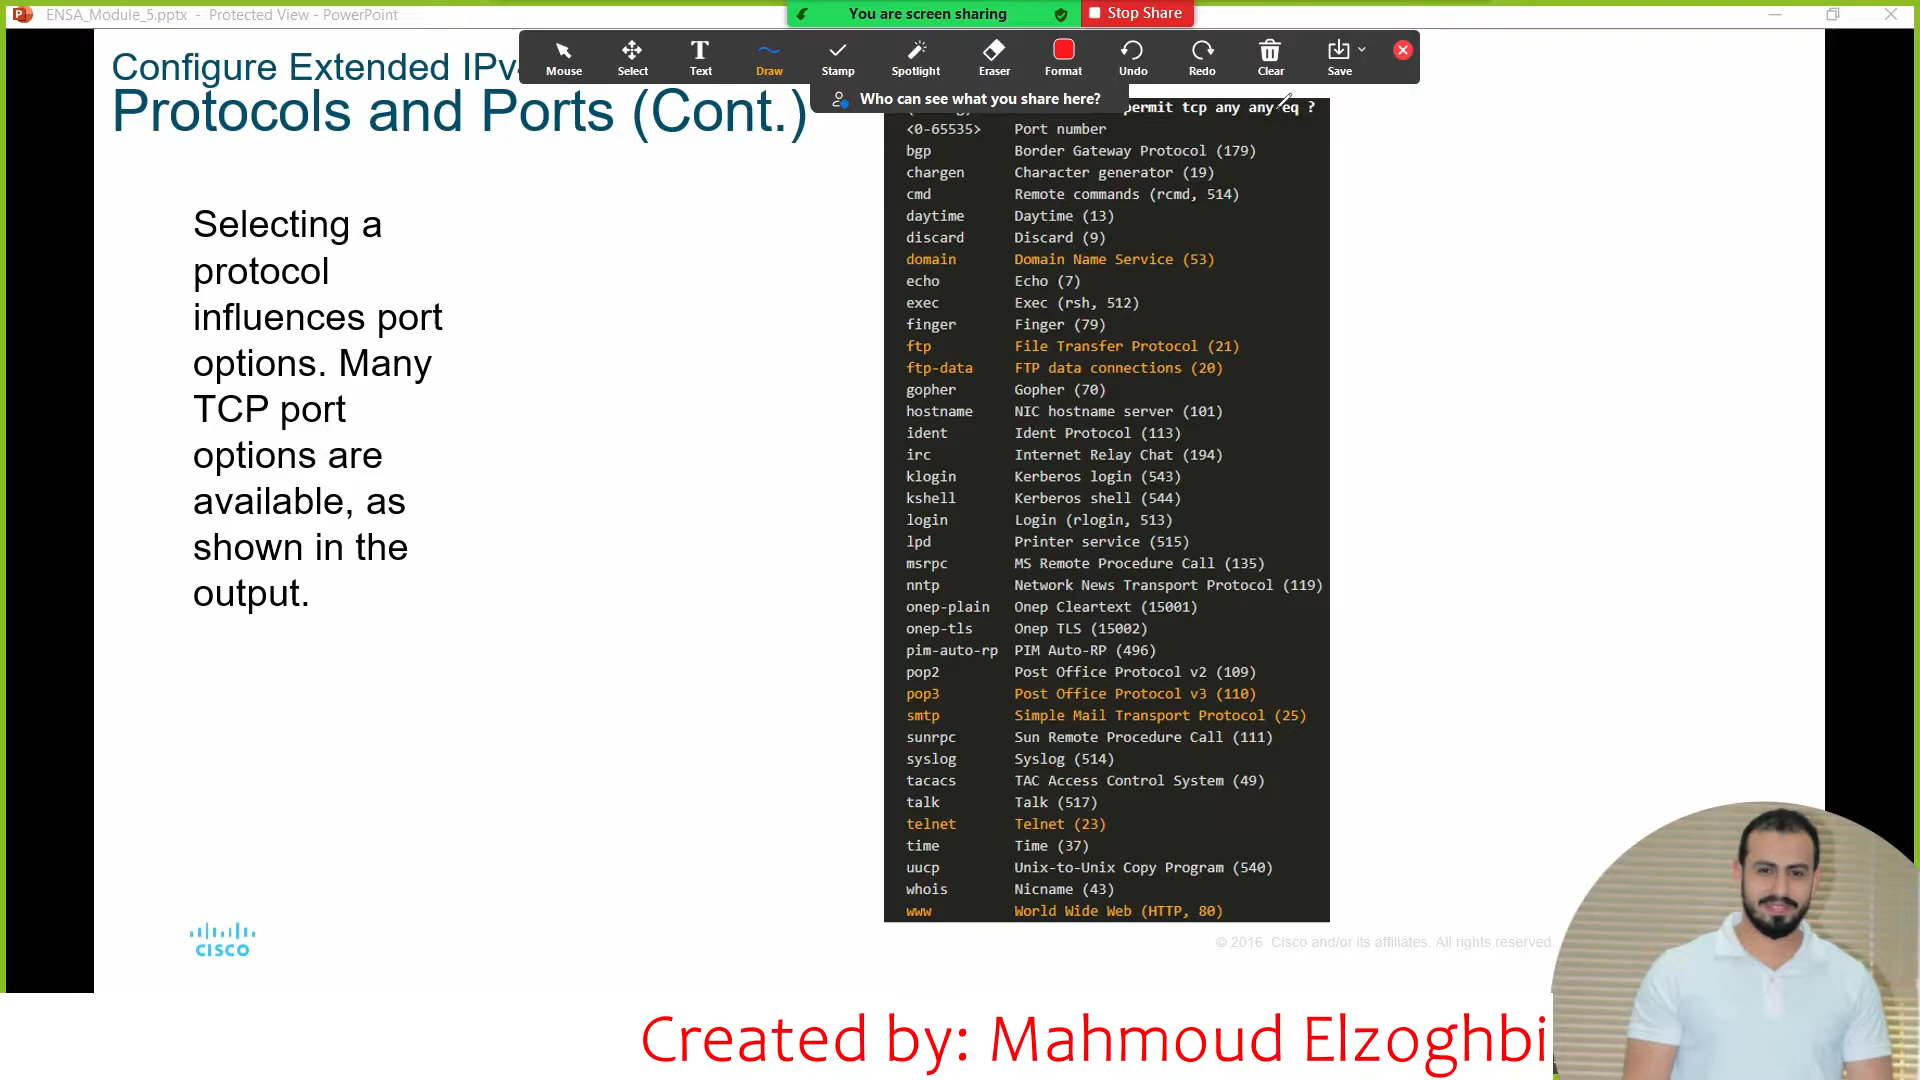 ENSA_Module_5.pptx - Protected View - PowerPoint
You are screen sharing
Stop Share
Mouse
Select
Text
Draw
Stamp
Spotlight
Eraser
Format
Undo
Redo
Clear
Save
Who can see what you share here?
Configure Extended IPv
Protocols and Ports (Cont.)
Selecting a
protocol
influences port
options. Many
TCP port
options are
available, as
shown in the
output.
permit tcp any any eq ?
<0-65535> Port number
bgp Border Gateway Protocol (179)
chargen Character generator (19)
cmd Remote commands (rcmd, 514)
daytime Daytime (13)
discard Discard (9)
domain Domain Name Service (53)
echo Echo (7)
exec Exec (rsh, 512)
finger Finger (79)
ftp File Transfer Protocol (21)
ftp-data FTP data connections (20)
gopher Gopher (70)
hostname NIC hostname server (101)
ident Ident Protocol (113)
irc Internet Relay Chat (194)
klogin Kerberos login (543)
kshell Kerberos shell (544)
login Login (rlogin, 513)
lpd Printer service (515)
msrpc MS Remote Procedure Call (135)
nntp Network News Transport Protocol (119)
onep-plain Onep Cleartext (15001)
onep-tls Onep TLS (15002)
pim-auto-rp PIM Auto-RP (496)
pop2 Post Office Protocol v2 (109)
pop3 Post Office Protocol v3 (110)
smtp Simple Mail Transport Protocol (25)
sunrpc Sun Remote Procedure Call (111)
syslog Syslog (514)
tacacs TAC Access Control System (49)
talk Talk (517)
telnet Telnet (23)
time Time (37)
uucp Unix-to-Unix Copy Program (540)
whois Nicname (43)
www World Wide Web (HTTP, 80)
CISCO
© 2016 Cisco and/or its affiliates. All rights reserved.
Created by: Mahmoud Elzoghbi